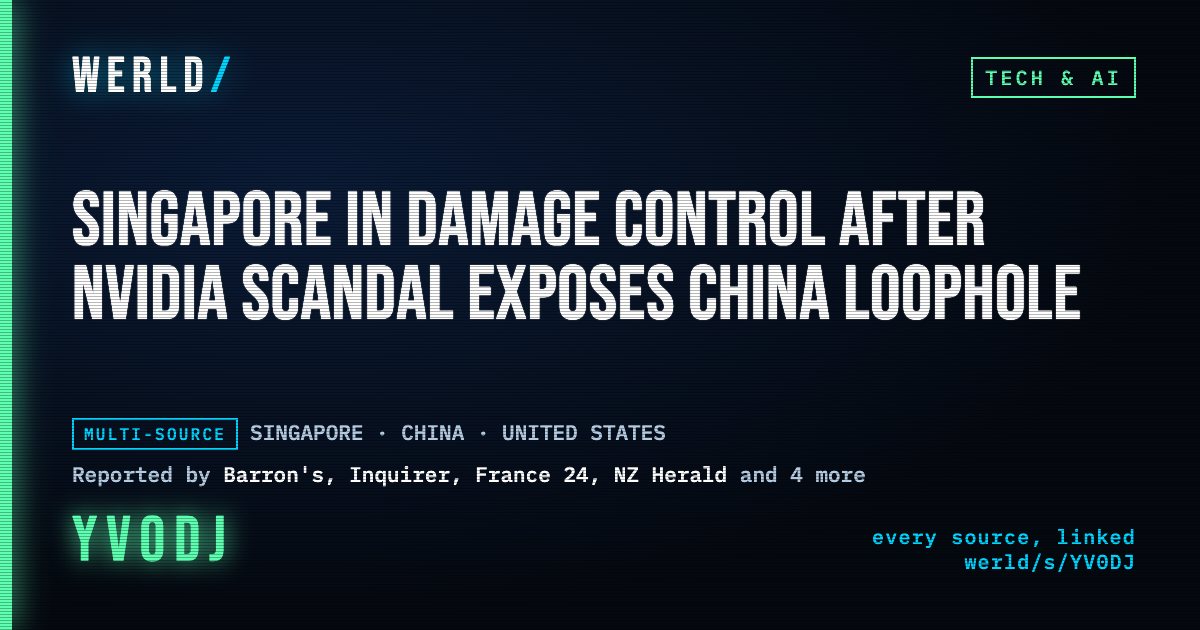 WERLD/
TECH & AI
SINGAPORE IN DAMAGE CONTROL AFTER
NVIDIA SCANDAL EXPOSES CHINA LOOPHOLE
MULTI-SOURCE SINGAPORE · CHINA · UNITED STATES
Reported by Barron's, Inquirer, France 24, NZ Herald and 4 more
YV0DJ
every source, linked
werld/s/YV0DJ